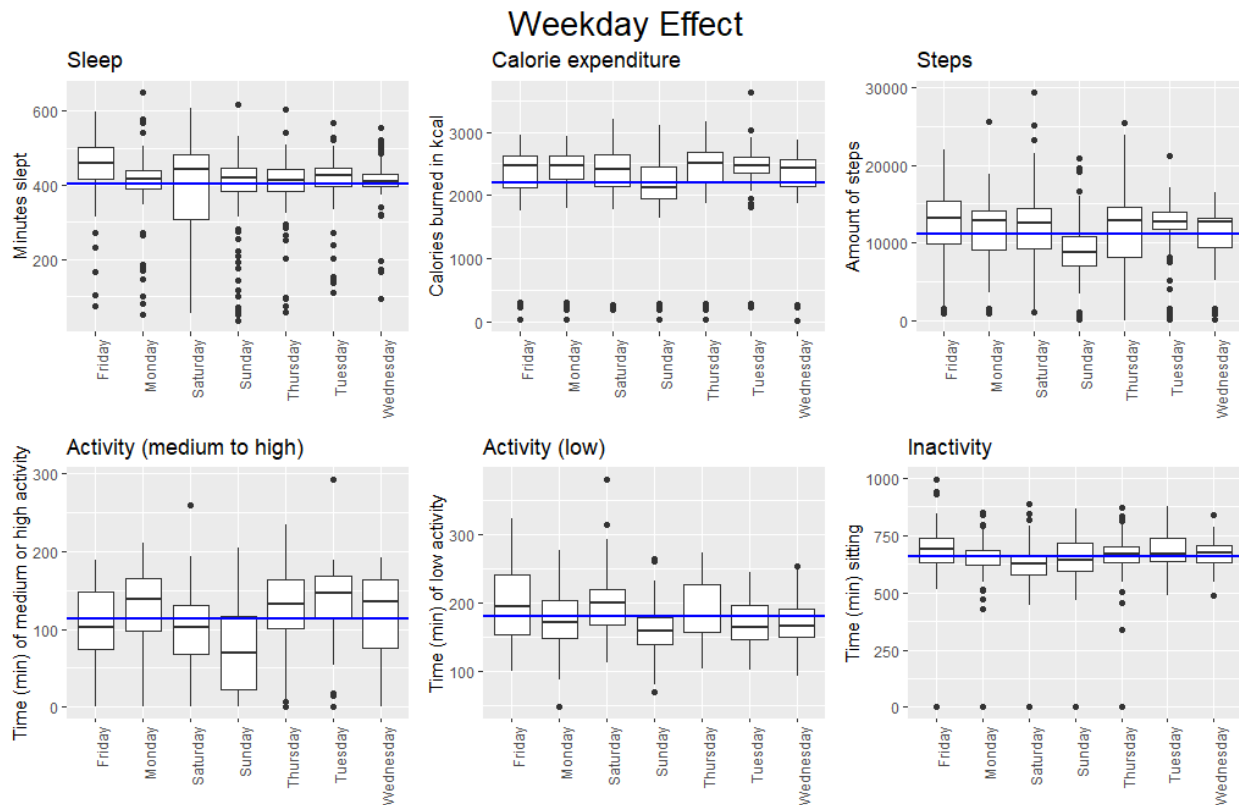 Weekday Effect
Sleep
Minutes slept
600
400
200
Friday
Monday
Saturday
Sunday
Thursday
Tuesday
Wednesday
Calorie expenditure
Calories burned in kcal
3000
2000
1000
0
Friday
Monday
Saturday
Sunday
Thursday
Tuesday
Wednesday
Steps
Amount of steps
30000
20000
10000
0
Friday
Monday
Saturday
Sunday
Thursday
Tuesday
Wednesday
Activity (medium to high)
Time (min) of medium or high activity
300
200
100
0
Friday
Monday
Saturday
Sunday
Thursday
Tuesday
Wednesday
Activity (low)
Time (min) of low activity
300
200
100
Friday
Monday
Saturday
Sunday
Thursday
Tuesday
Wednesday
Inactivity
Time (min) sitting
1000
750
500
250
0
Friday
Monday
Saturday
Sunday
Thursday
Tuesday
Wednesday